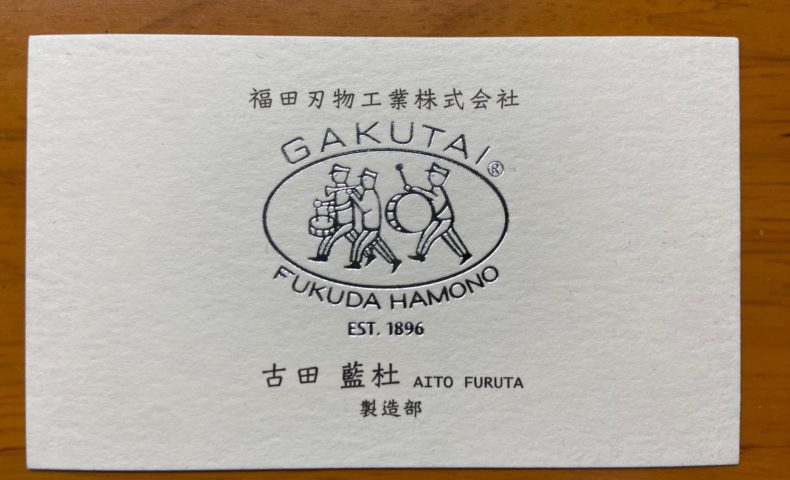 福田刃物工業株式会社
GAKUTAI®
FUKUDA HAMONO
EST. 1896
古田 藍杜 AITO FURUTA
製造部